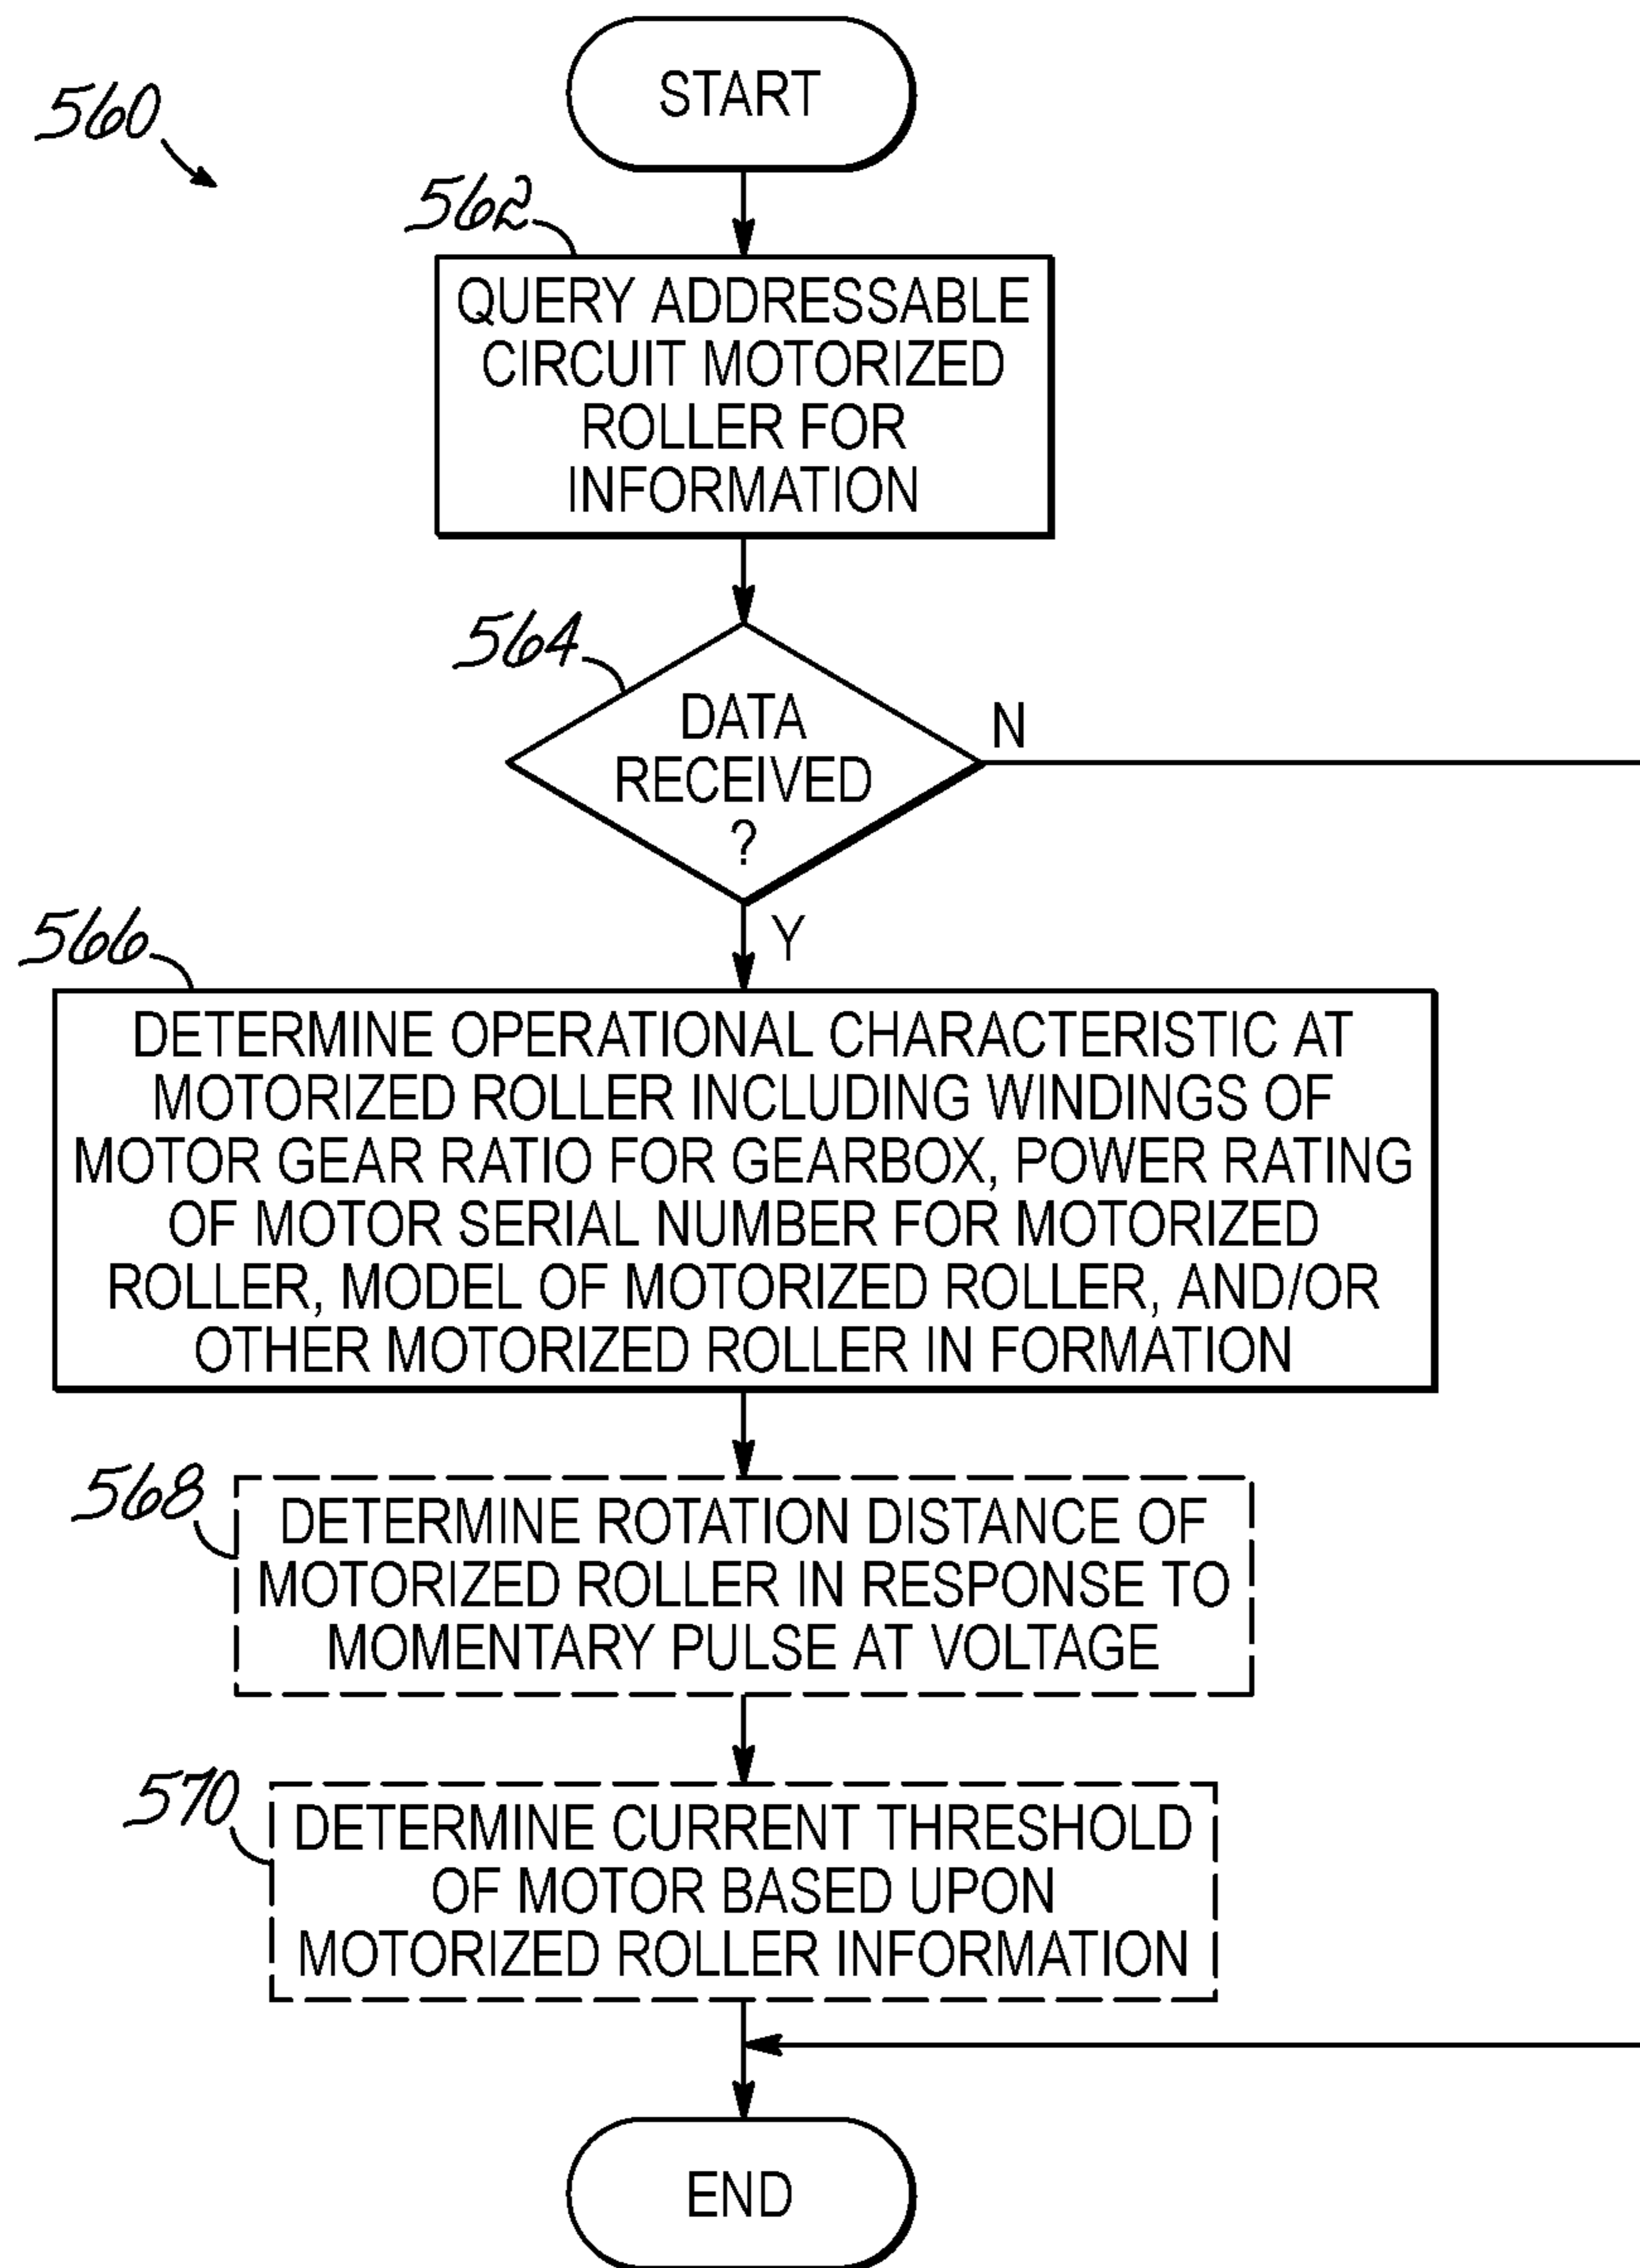 START
560
562
QUERY ADDRESSABLE
CIRCUIT MOTORIZED
ROLLER FOR
INFORMATION
564
DATA
RECEIVED
?
N
Y
566
DETERMINE OPERATIONAL CHARACTERISTIC AT
MOTORIZED ROLLER INCLUDING WINDINGS OF
MOTOR GEAR RATIO FOR GEARBOX, POWER RATING
OF MOTOR SERIAL NUMBER FOR MOTORIZED
ROLLER, MODEL OF MOTORIZED ROLLER, AND/OR
OTHER MOTORIZED ROLLER IN FORMATION
568
DETERMINE ROTATION DISTANCE OF
MOTORIZED ROLLER IN RESPONSE TO
MOMENTARY PULSE AT VOLTAGE
570
DETERMINE CURRENT THRESHOLD
OF MOTOR BASED UPON
MOTORIZED ROLLER INFORMATION
END